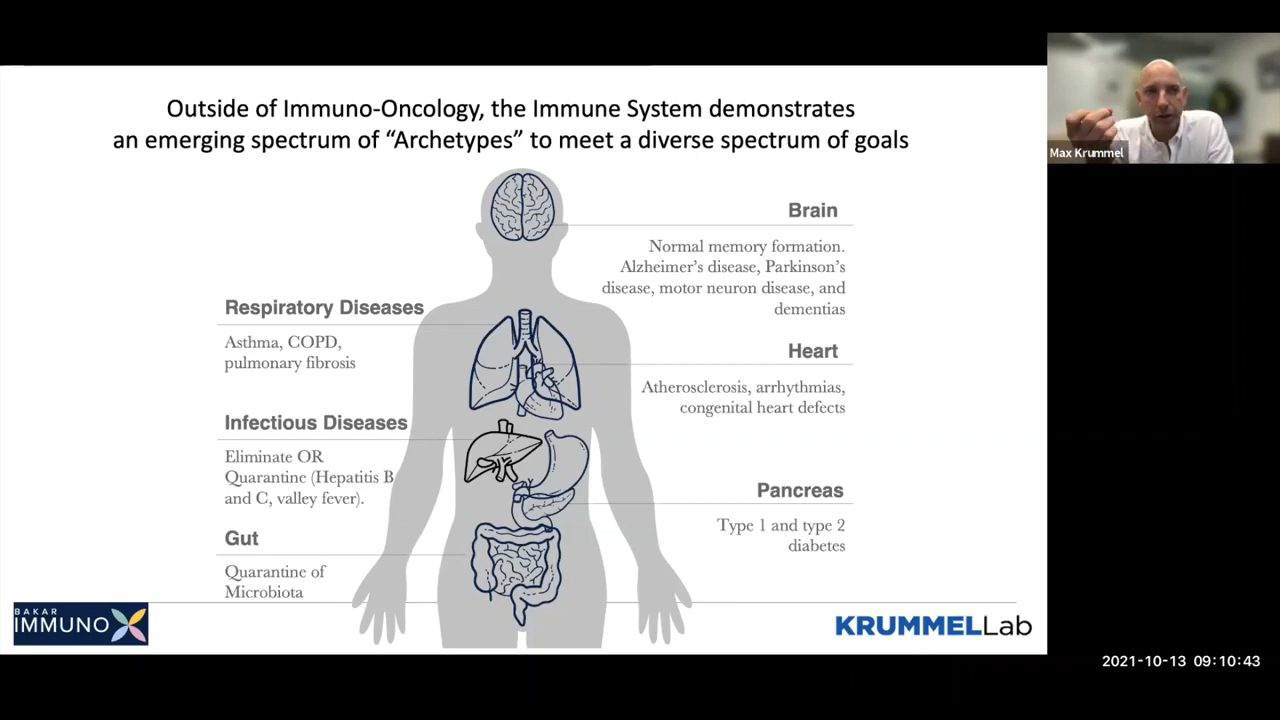 Outside of Immuno-Oncology, the Immune System demonstrates
an emerging spectrum of “Archetypes” to meet a diverse spectrum of goals
Max Krummel
Brain
Normal memory formation.
Alzheimer’s disease, Parkinson’s
disease, motor neuron disease, and
dementias
Respiratory Diseases
Asthma, COPD,
pulmonary fibrosis
Heart
Atherosclerosis, arrhythmias,
congenital heart defects
Infectious Diseases
Eliminate OR
Quarantine (Hepatitis B
and C, valley fever).
Pancreas
Type 1 and type 2
diabetes
Gut
Quarantine of
Microbiota
BAKAR
IMMUNO
KRUMMELLab
2021-10-13 09:10:43